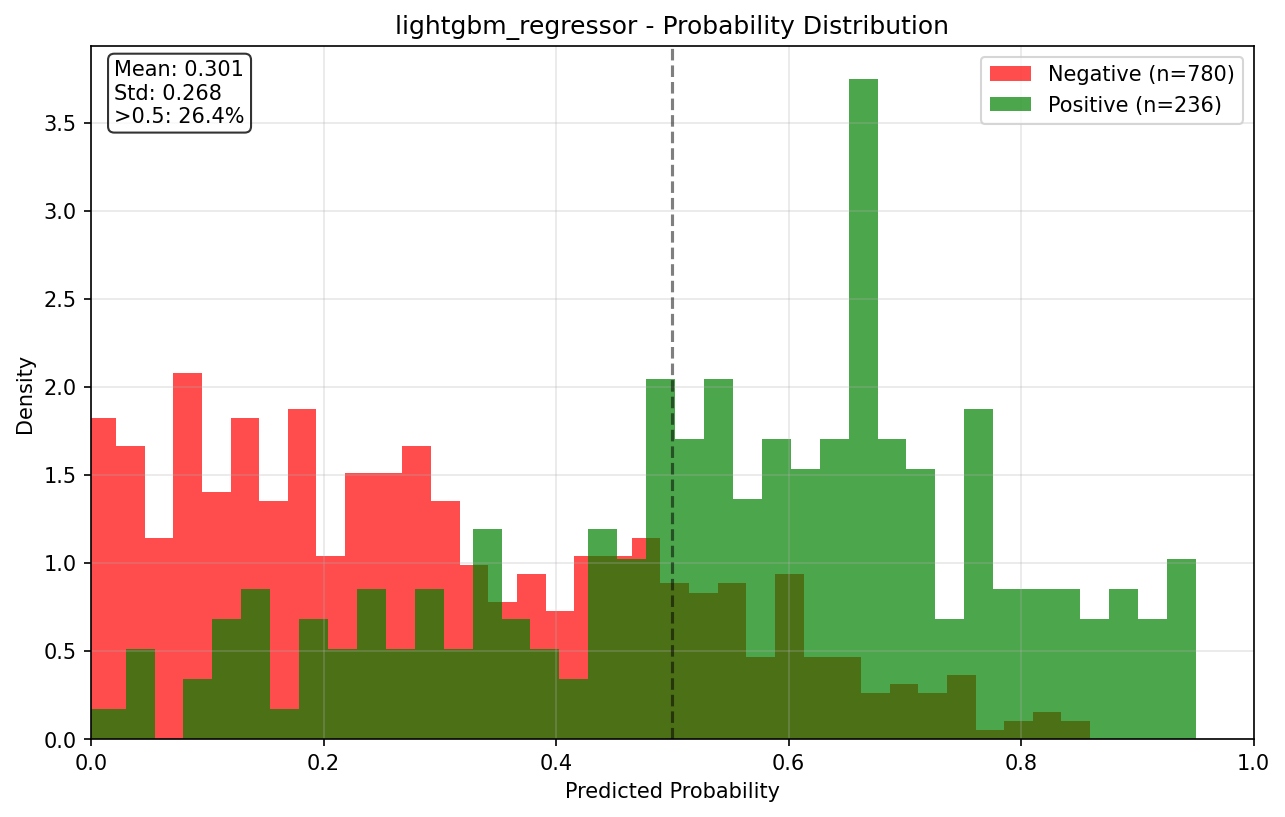 lightgbm_regressor - Probability Distribution
Mean: 0.301
Std: 0.268
>0.5: 26.4%
Negative (n=780)
Positive (n=236)
Density
3.5
3.0
2.5
2.0
1.5
1.0
0.5
0.0
0.0 0.2 0.4 0.6 0.8 1.0
Predicted Probability